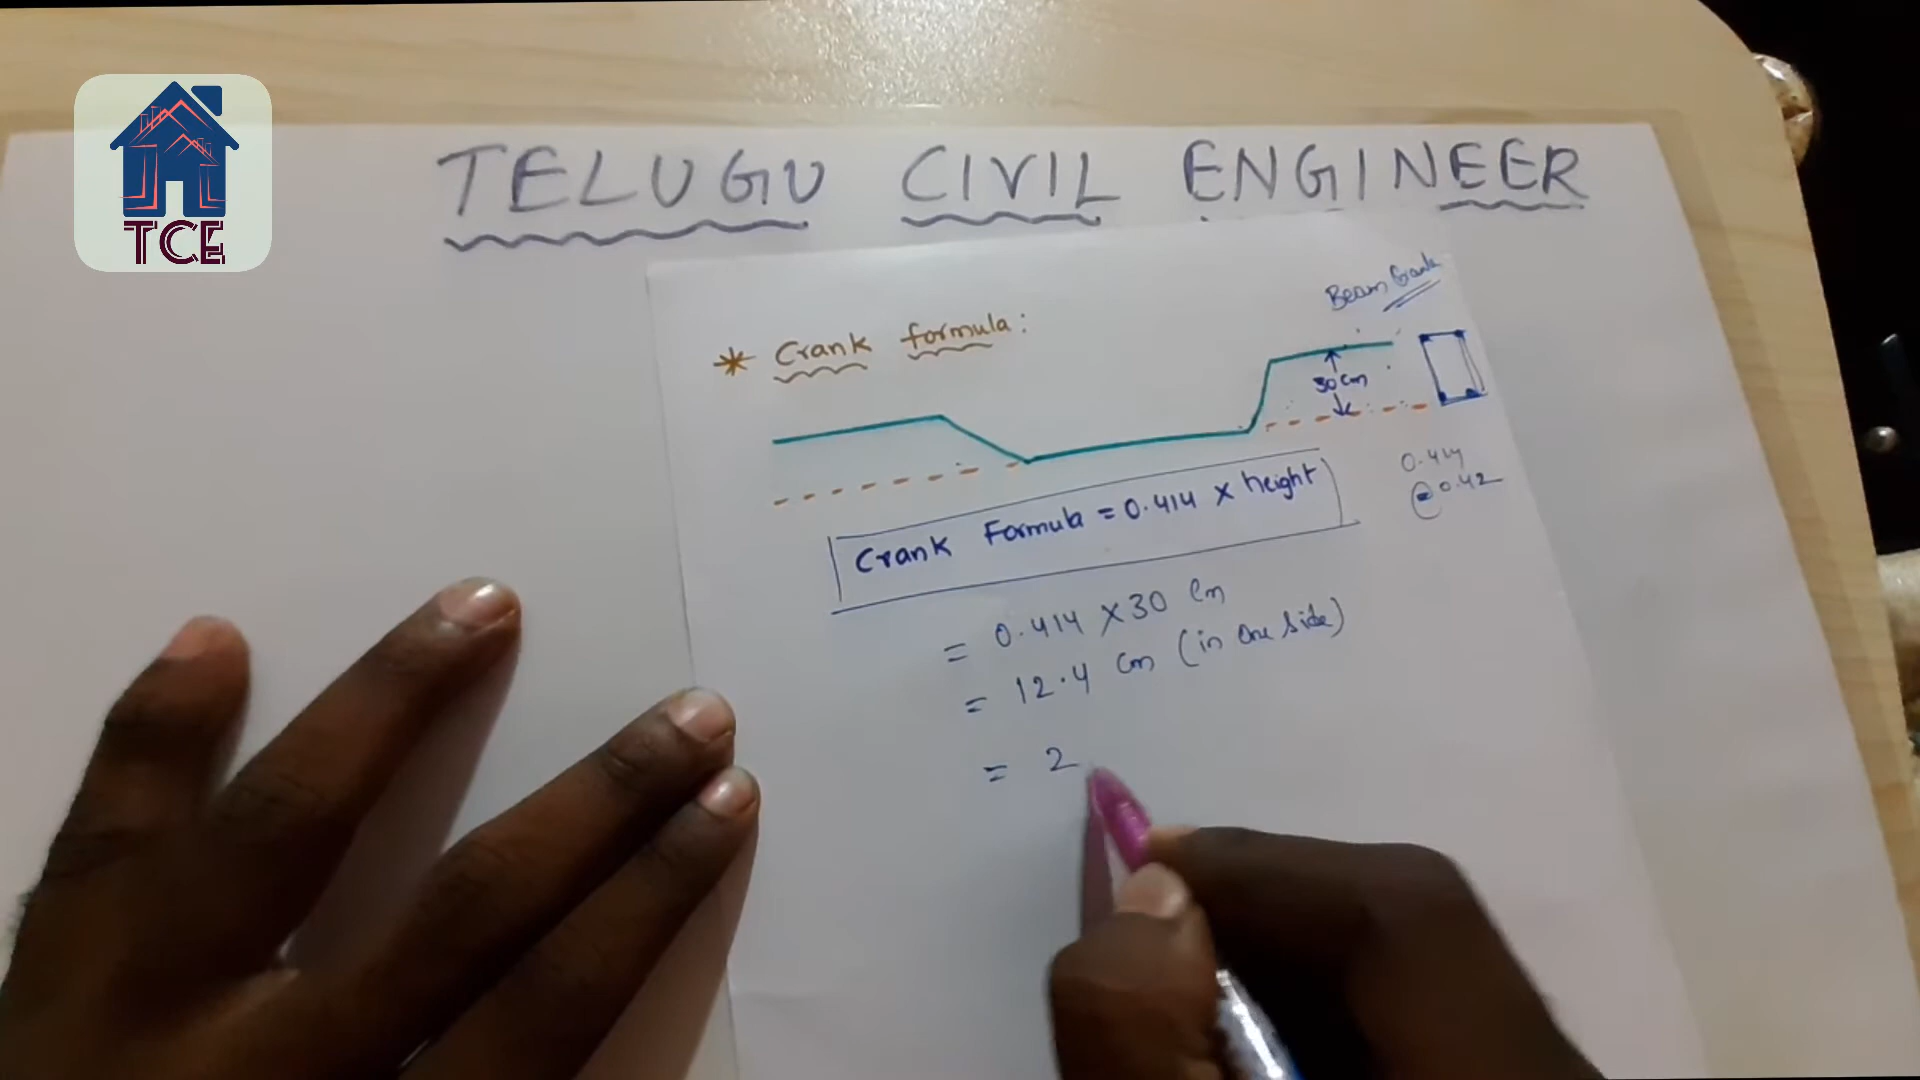 TCE
TELUGU CIVIL ENGINEER
Beam Crank
* Crank formula:
30 cm
0.414
@ 0.42
Crank Formula = 0.414 × height
= 0.414 × 30 cm
= 12.4 cm (in one side)
= 2